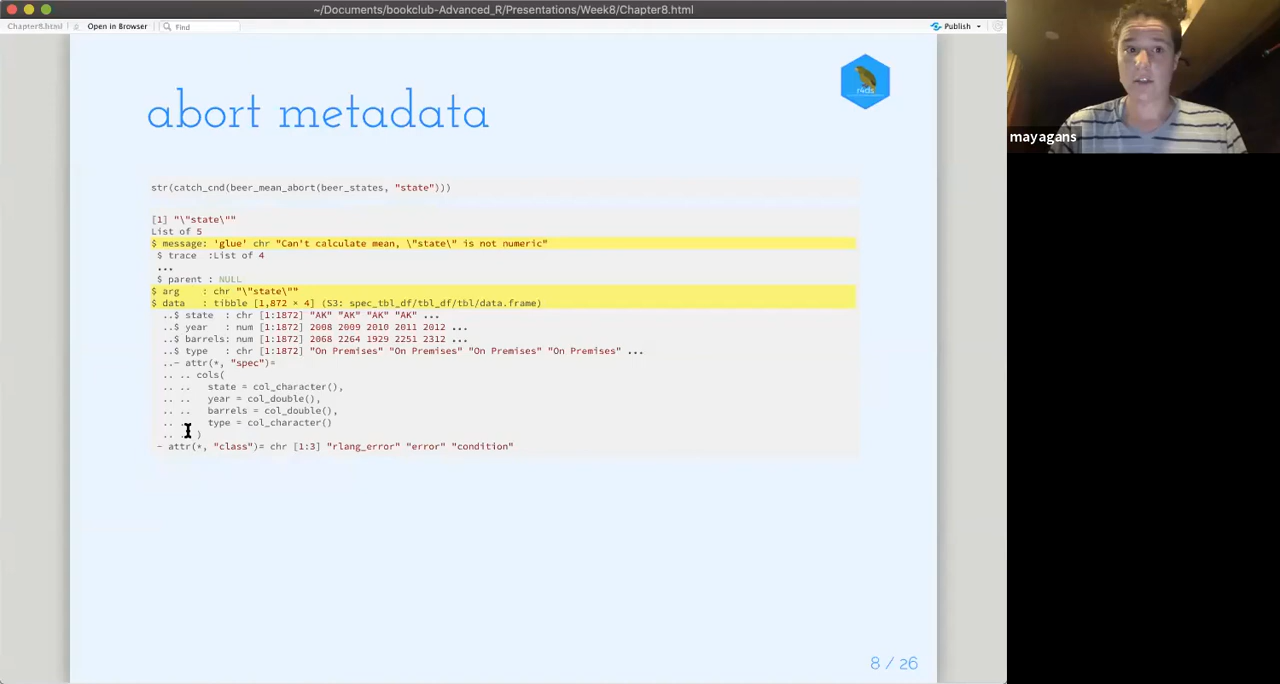 ~/Documents/bookclub-Advanced_R/Presentations/Week8/Chapter8.html
Chapter8.html
Open in Browser
Find
Publish
abort metadata
r4ds
mayagans
str(catch_cnd(beer_mean_abort(beer_states, "state")))
[1] "\"state\""
List of 5
$ message: 'glue' chr "Can't calculate mean, \"state\" is not numeric"
$ trace :List of 4
...
$ parent : NULL
$ arg : chr "\"state\""
$ data : tibble [1,872 × 4] (S3: spec_tbl_df/tbl_df/tbl/data.frame)
..$ state : chr [1:1872] "AK" "AK" "AK" "AK" ...
..$ year : num [1:1872] 2008 2009 2010 2011 2012 ...
..$ barrels: num [1:1872] 2068 2264 1929 2251 2312 ...
..$ type : chr [1:1872] "On Premises" "On Premises" "On Premises" "On Premises" ...
..- attr(*, "spec")=
.. .. cols(
.. .. state = col_character(),
.. .. year = col_double(),
.. .. barrels = col_double(),
.. .. type = col_character()
.. .. )
- attr(*, "class")= chr [1:3] "rlang_error" "error" "condition"
8 / 26